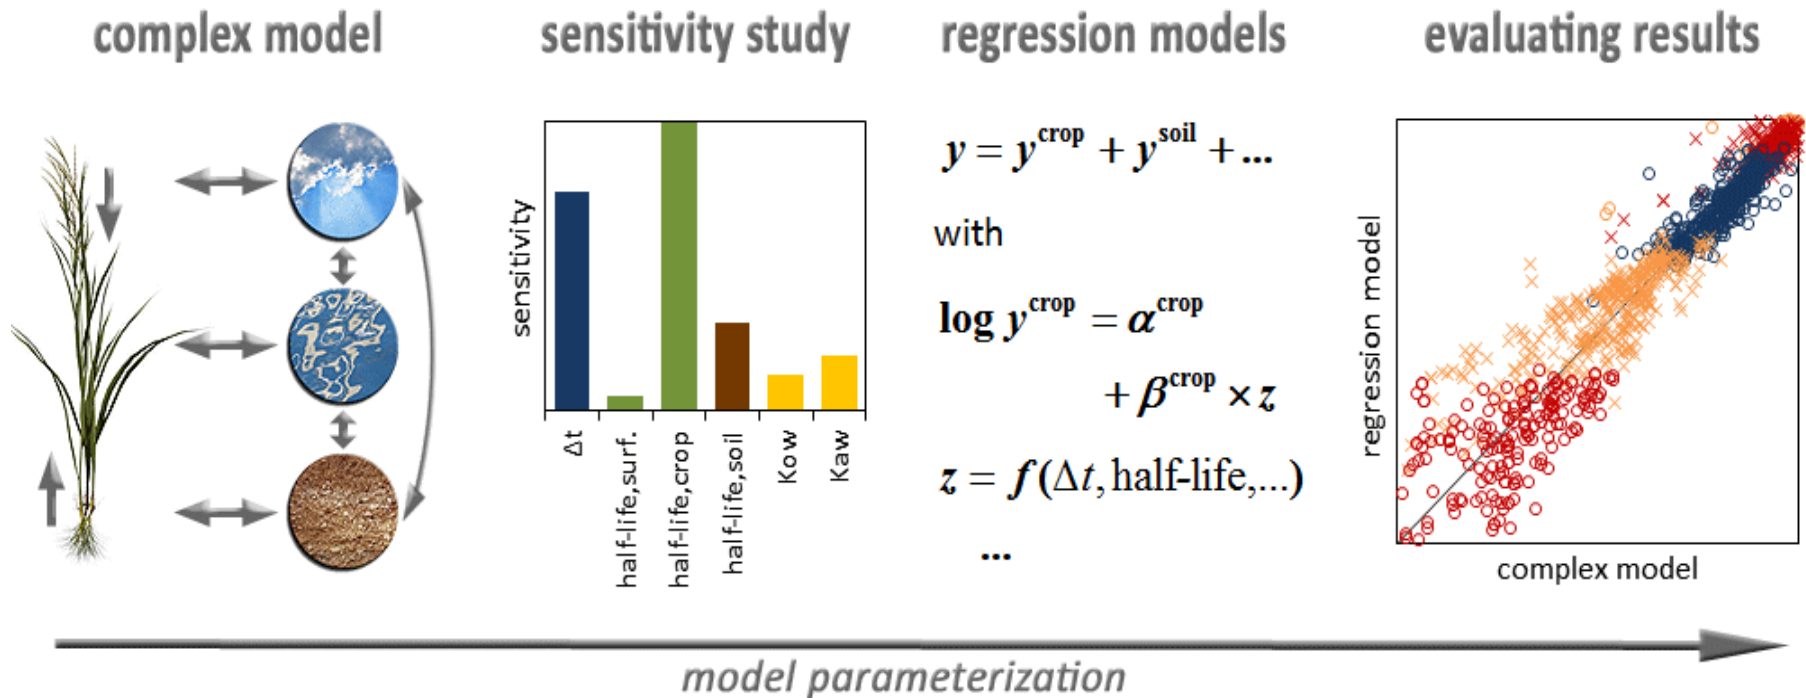 complex model
sensitivity study
regression models
evaluating results
sensitivity
Δt
half-life,surf.
half-life,crop
half-life,soil
Kow
Kaw
y = y^crop + y^soil + ...
with
log y^crop = α^crop
+ β^crop × z
z = f(Δt, half-life,...)
...
regression model
complex model
model parameterization